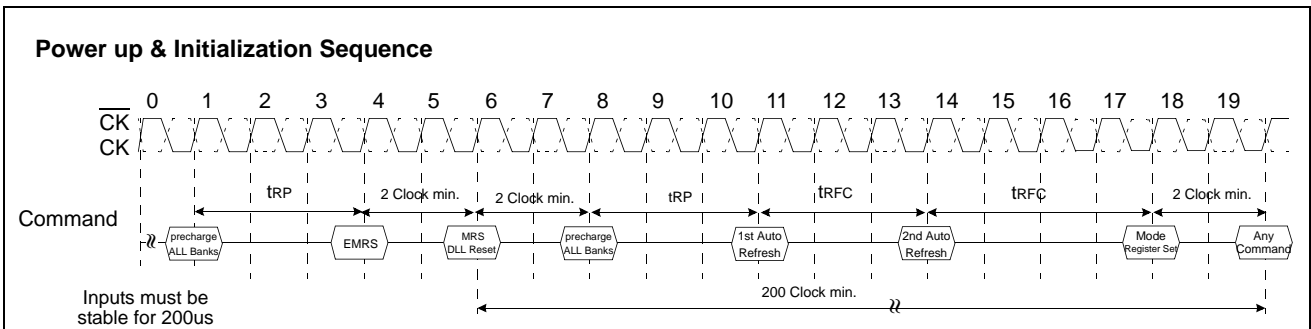 Power up & Initialization Sequence
0 1 2 3 4 5 6 7 8 9 10 11 12 13 14 15 16 17 18 19
CK
CK
tRP 2 Clock min. 2 Clock min. tRP tRFC tRFC 2 Clock min.
Command
precharge
ALL Banks
EMRS
MRS
DLL Reset
precharge
ALL Banks
1st Auto
Refresh
2nd Auto
Refresh
Mode
Register Set
Any
Command
200 Clock min.
Inputs must be
stable for 200us